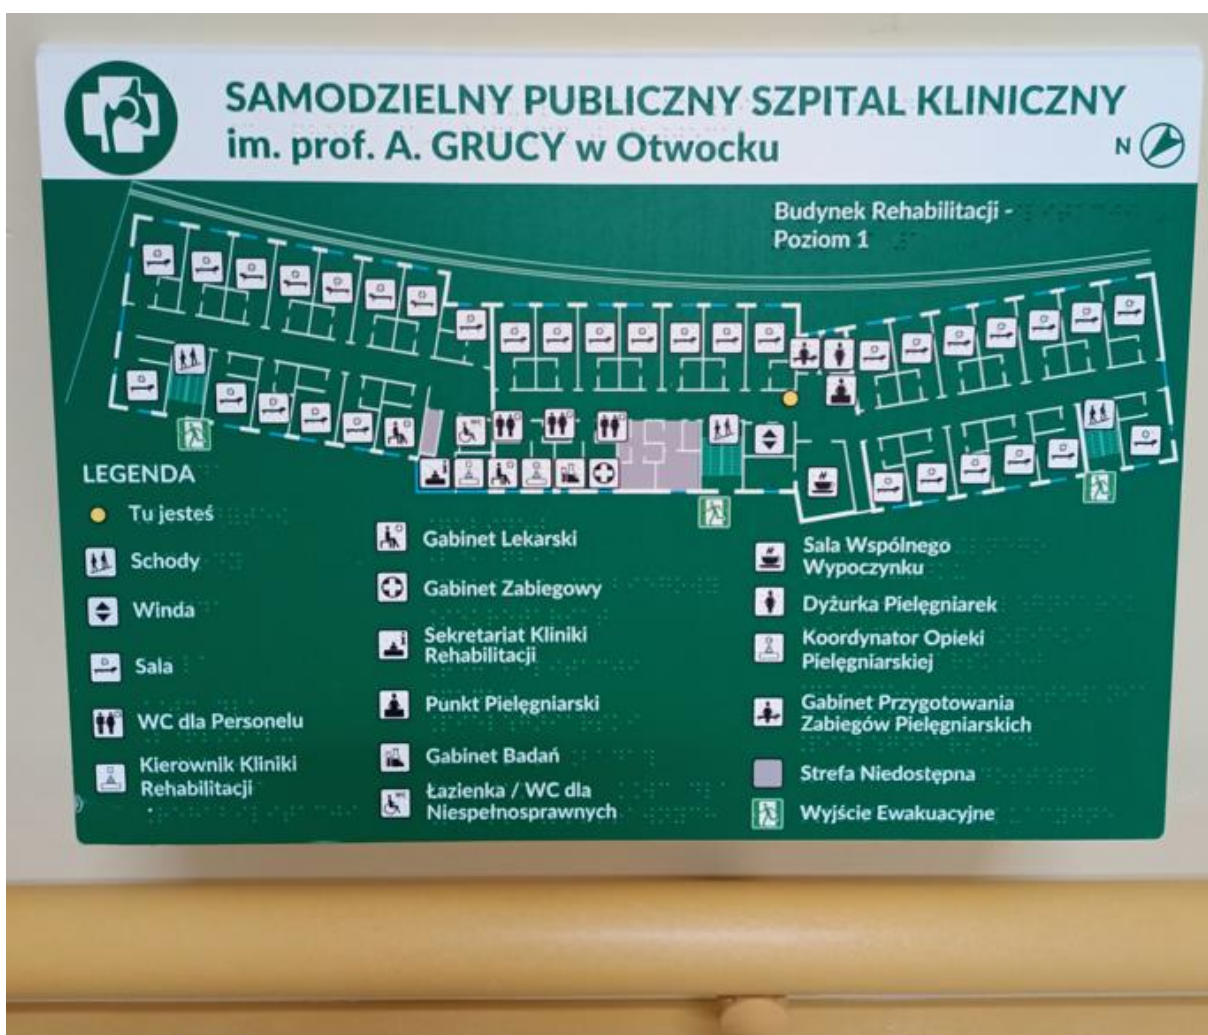 SAMODZIELNY PUBLICZNY SZPITAL KLINICZNY
im. prof. A. GRUCY w Otwocku
N
Budynek Rehabilitacji -
Poziom 1
LEGENDA
Tu jesteś
Schody
Winda
Sala
WC dla Personelu
Kierownik Kliniki
Rehabilitacji
Gabinet Lekarski
Gabinet Zabiegowy
Sekretariat Kliniki
Rehabilitacji
Punkt Pielęgniarski
Gabinet Badań
Łazienka / WC dla
Niespełnosprawnych
Sala Wspólnego
Wypoczynku
Dyżurka Pielęgniarek
Koordynator Opieki
Pielęgniarskiej
Gabinet Przygotowania
Zabiegów Pielęgniarskich
Strefa Niedostępna
Wyjście Ewakuacyjne